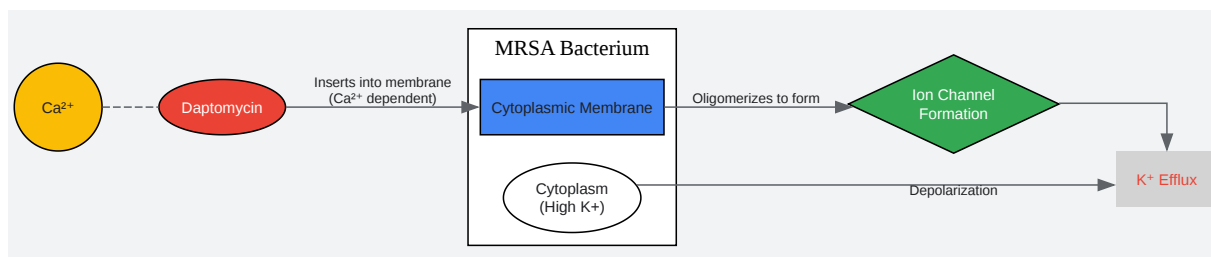 MRSA Bacterium
Ca²⁺
Daptomycin
Inserts into membrane
(Ca²⁺ dependent)
Cytoplasmic Membrane
Oligomerizes to form
Ion Channel
Formation
Cytoplasm
(High K+)
Depolarization
K⁺ Efflux